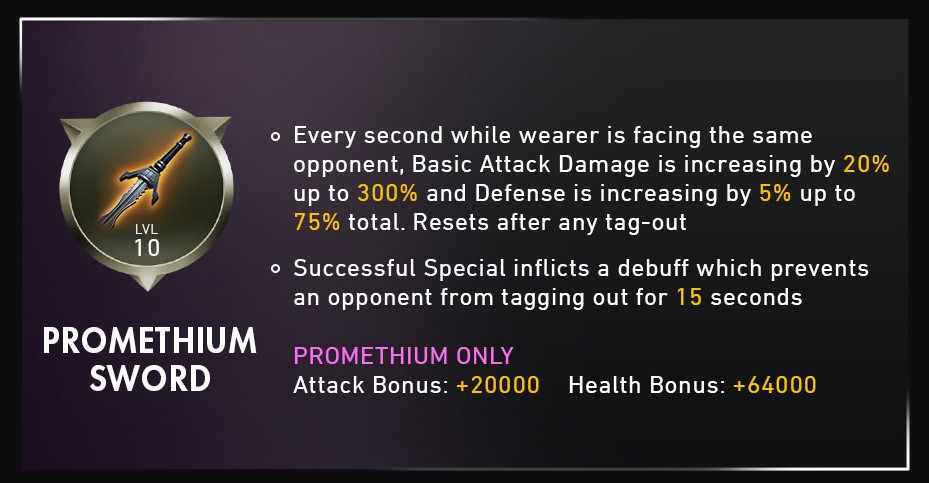 Every second while wearer is facing the same
opponent, Basic Attack Damage is increasing by 20%
up to 300% and Defense is increasing by 5% up to
75% total. Resets after any tag-out
Successful Special inflicts a debuff which prevents
an opponent from tagging out for 15 seconds
LVL
10
PROMETHIUM
SWORD
PROMETHIUM ONLY
Attack Bonus: +20000 Health Bonus: +64000